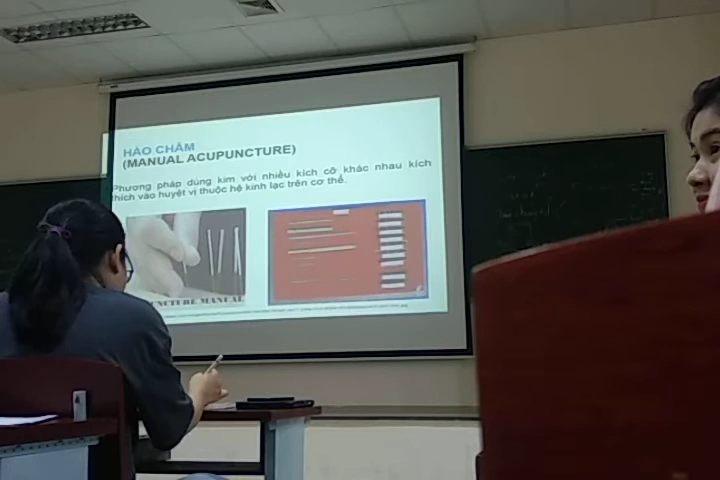 HÀO CHÂM
(MANUAL ACUPUNCTURE)
Phương pháp dùng kim với nhiều kích cỡ khác nhau kích
thích vào huyệt vị thuộc hệ kinh lạc trên cơ thể.
MANUAL